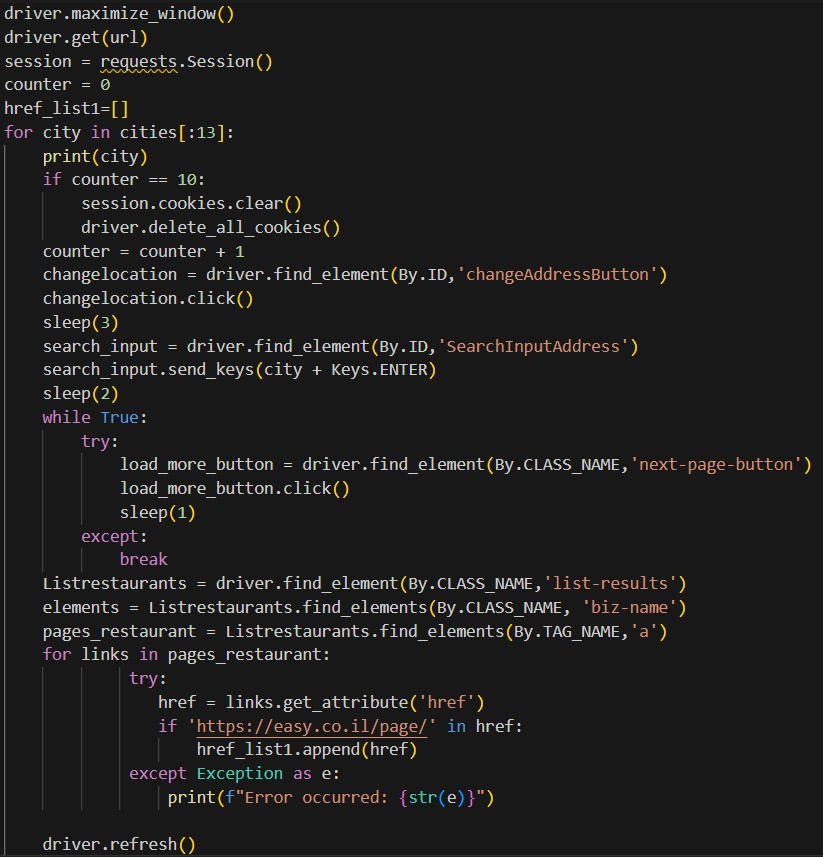 driver.maximize_window()
driver.get(url)
session = requests.Session()
counter = 0
href_list1=[]
for city in cities[:13]:
    print(city)
    if counter == 10:
        session.cookies.clear()
        driver.delete_all_cookies()
    counter = counter + 1
    changelocation = driver.find_element(By.ID,'changeAddressButton')
    changelocation.click()
    sleep(3)
    search_input = driver.find_element(By.ID,'SearchInputAddress')
    search_input.send_keys(city + Keys.ENTER)
    sleep(2)
    while True:
        try:
            load_more_button = driver.find_element(By.CLASS_NAME,'next-page-button')
            load_more_button.click()
            sleep(1)
        except:
            break
    Listrestaurants = driver.find_element(By.CLASS_NAME,'list-results')
    elements = Listrestaurants.find_elements(By.CLASS_NAME, 'biz-name')
    pages_restaurant = Listrestaurants.find_elements(By.TAG_NAME,'a')
    for links in pages_restaurant:
             try:
                href = links.get_attribute('href')
                if 'https://easy.co.il/page/' in href:
                    href_list1.append(href)
             except Exception as e:
                 print(f"Error occurred: {str(e)}")
    driver.refresh()